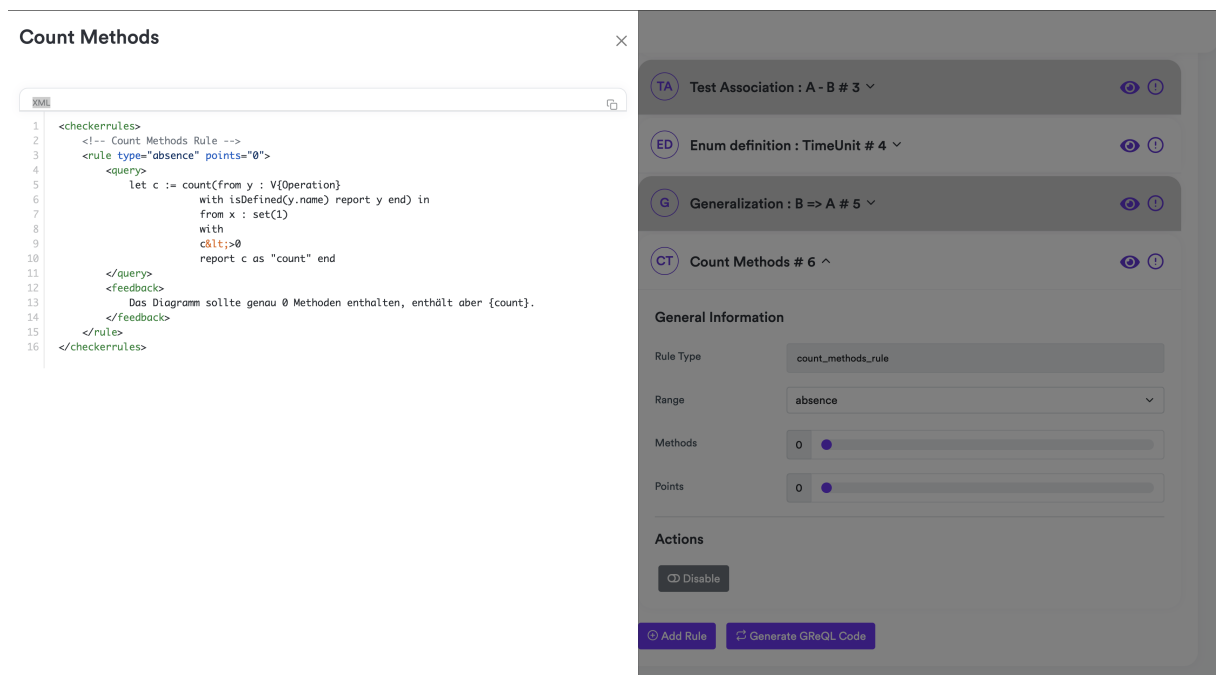 Count Methods
XML
1 <checkerrules>
2     <!-- Count Methods Rule -->
3     <rule type="absence" points="0">
4         <query>
5             let c := count(from y : V{Operation}
6                         with isDefined(y.name) report y end) in
7                         from x : set(1)
8                         with
9                         c&lt;>0
10                         report c as "count" end
11         </query>
12         <feedback>
13             Das Diagramm sollte genau 0 Methoden enthalten, enthält aber {count}.
14         </feedback>
15     </rule>
16 </checkerrules>
TA Test Association : A - B # 3
ED Enum definition : TimeUnit # 4
G Generalization : B => A # 5
CT Count Methods # 6
General Information
Rule Type count_methods_rule
Range absence
Methods 0
Points 0
Actions
Disable
Add Rule Generate GReQL Code